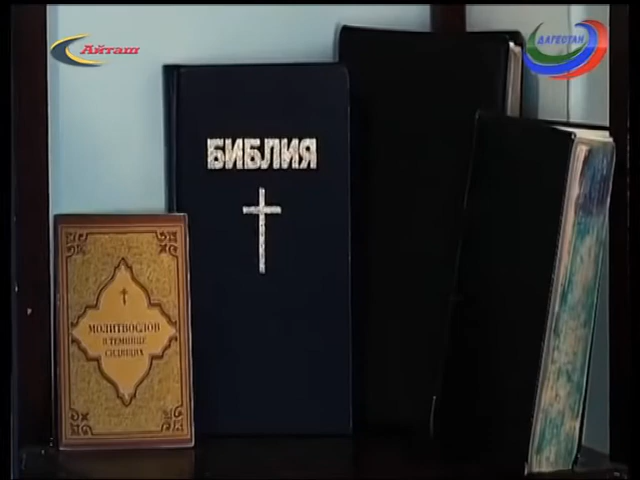 Айташ
ДАГЕСТАН
БИБЛИЯ
МОЛИТВОСЛОВ
В ТЕМНИЦЕ
СИДЯЩИХ